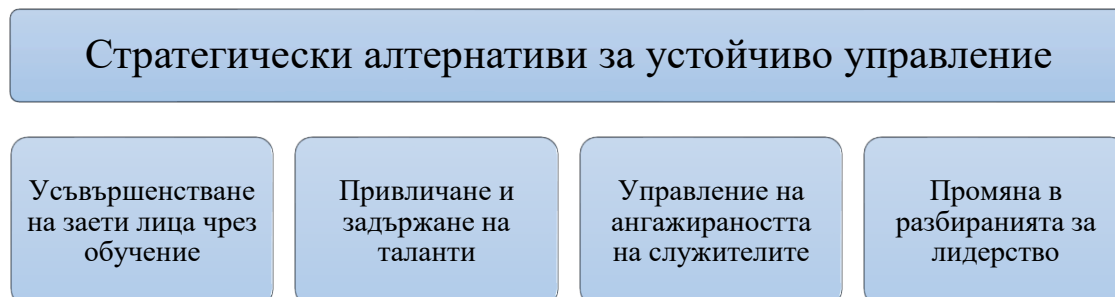 Стратегически алтернативи за устойчиво управление
Усъвършенстване
на заети лица чрез
обучение
Привличане и
задържане на
таланти
Управление на
ангажираността
на служителите
Промяна в
разбиранията за
лидерство